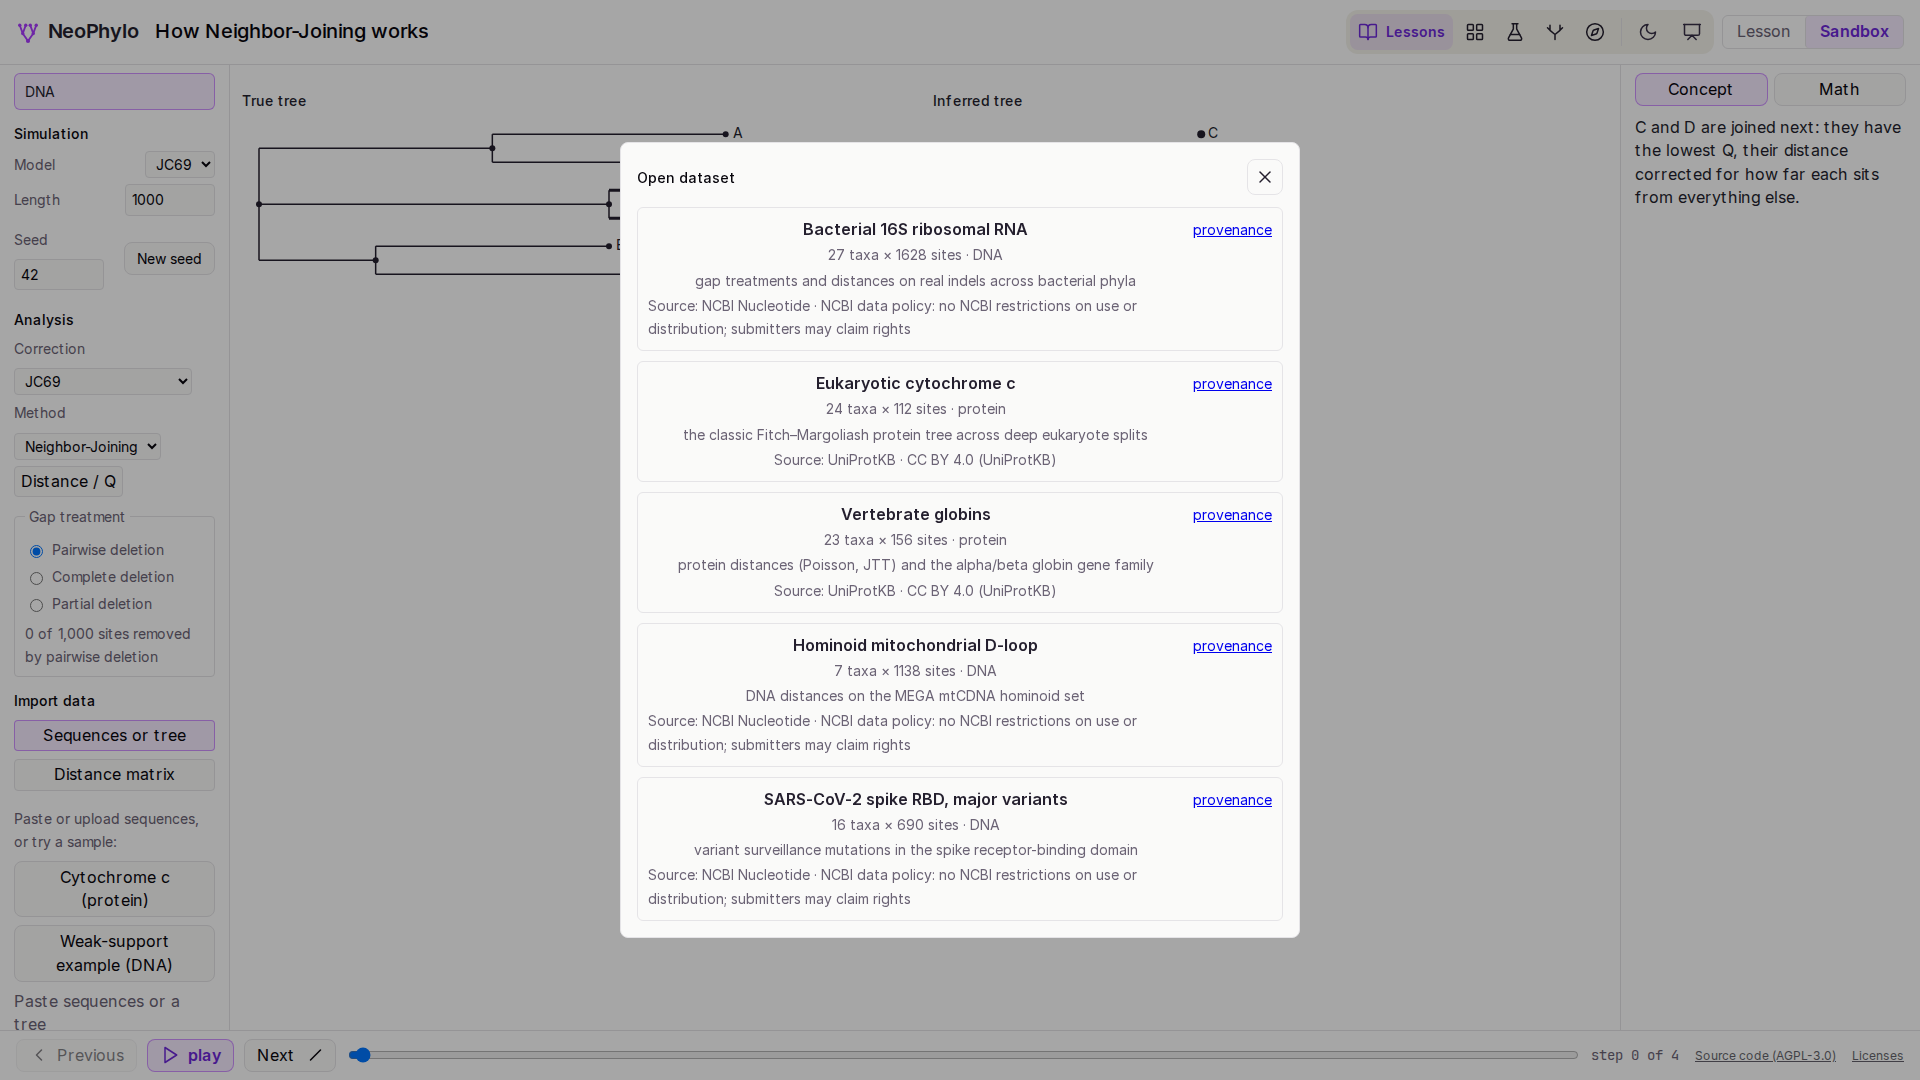 NeoPhylo
How Neighbor-Joining works
Lessons
Lesson
Sandbox
DNA
Simulation
Model
JC69
Length
1000
Seed
42
New seed
Analysis
Correction
JC69
Method
Neighbor-Joining
Distance / Q
Gap treatment
Pairwise deletion
Complete deletion
Partial deletion
0 of 1,000 sites removed
by pairwise deletion
Import data
Sequences or tree
Distance matrix
Paste or upload sequences,
or try a sample:
Cytochrome c
(protein)
Weak-support
example (DNA)
Paste sequences or a
tree
True tree
A
Inferred tree
C
Open dataset
Bacterial 16S ribosomal RNA
provenance
27 taxa × 1628 sites · DNA
gap treatments and distances on real indels across bacterial phyla
Source: NCBI Nucleotide · NCBI data policy: no NCBI restrictions on use or
distribution; submitters may claim rights
Eukaryotic cytochrome c
provenance
24 taxa × 112 sites · protein
the classic Fitch–Margoliash protein tree across deep eukaryote splits
Source: UniProtKB · CC BY 4.0 (UniProtKB)
Vertebrate globins
provenance
23 taxa × 156 sites · protein
protein distances (Poisson, JTT) and the alpha/beta globin gene family
Source: UniProtKB · CC BY 4.0 (UniProtKB)
Hominoid mitochondrial D-loop
provenance
7 taxa × 1138 sites · DNA
DNA distances on the MEGA mtCDNA hominoid set
Source: NCBI Nucleotide · NCBI data policy: no NCBI restrictions on use or
distribution; submitters may claim rights
SARS-CoV-2 spike RBD, major variants
provenance
16 taxa × 690 sites · DNA
variant surveillance mutations in the spike receptor-binding domain
Source: NCBI Nucleotide · NCBI data policy: no NCBI restrictions on use or
distribution; submitters may claim rights
Concept
Math
C and D are joined next: they have
the lowest Q, their distance
corrected for how far each sits
from everything else.
Previous
play
Next
step 0 of 4
Source code (AGPL-3.0)
Licenses